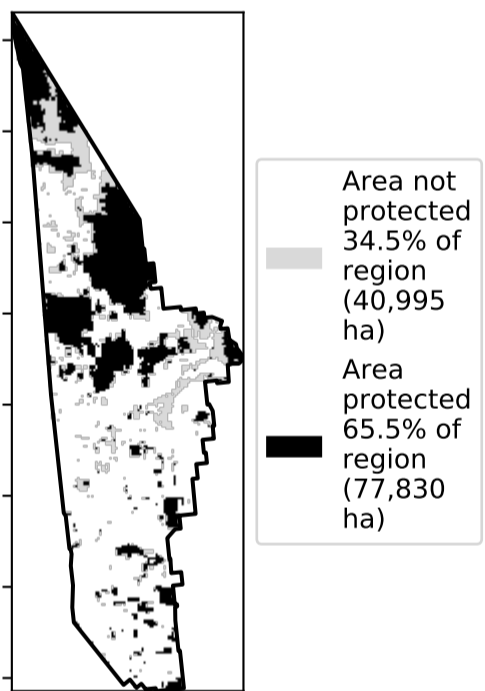 Area not
protected
34.5% of
region
(40,995
ha)
Area
protected
65.5% of
region
(77,830
ha)